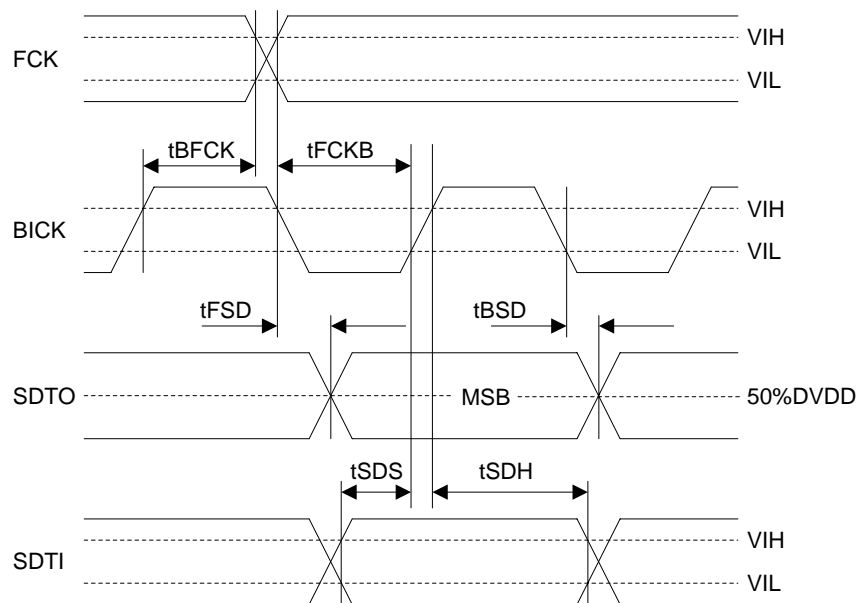 FCK
VIH
VIL
tBFCK
tFCKB
BICK
VIH
VIL
tFSD
tBSD
SDTO
MSB
50%DVDD
tSDS
tSDH
SDTI
VIH
VIL